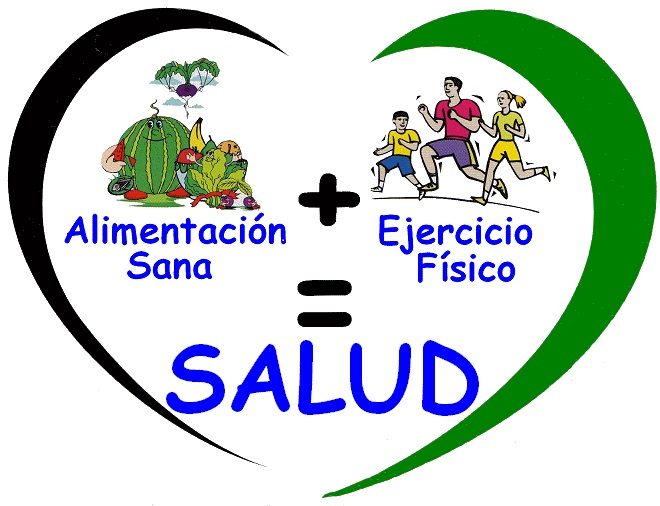 Alimentación
Sana
+
Ejercicio
Físico
=
SALUD